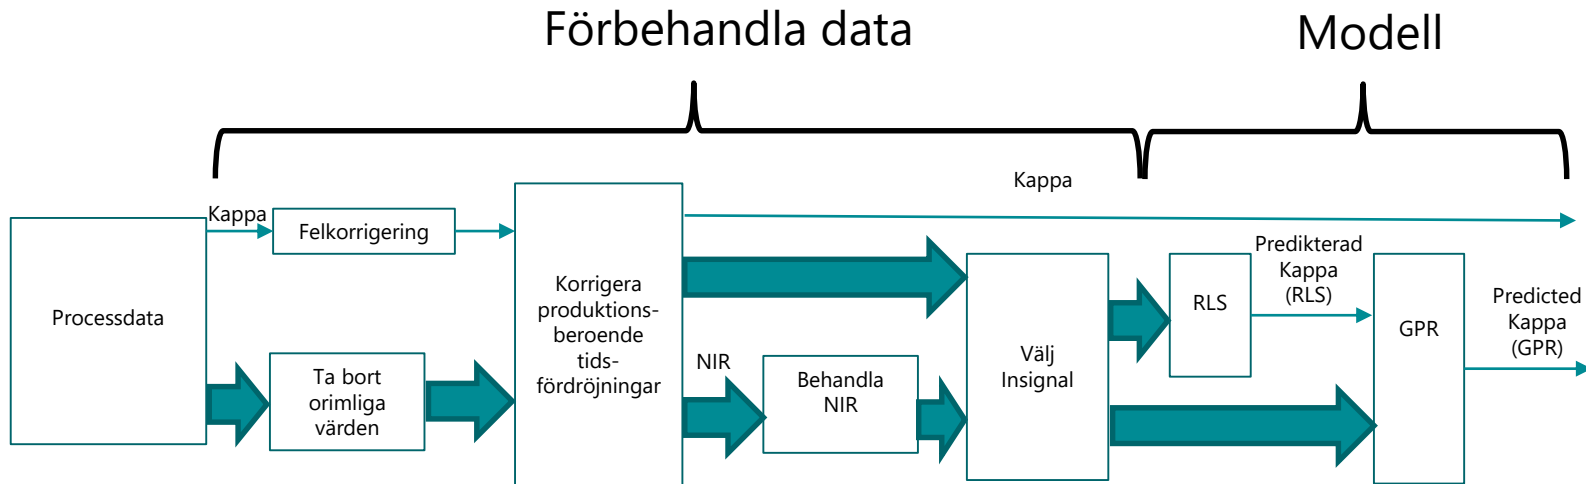 Förbehandla data
Modell
Kappa
Kappa
Felkorrigering
Processdata
Ta bort
orimliga
värden
Korrigera
produktions-
beroende
tids-
fördröjningar
NIR
Behandla
NIR
Välj
Insignal
RLS
Predikterad
Kappa
(RLS)
GPR
Predicted
Kappa
(GPR)